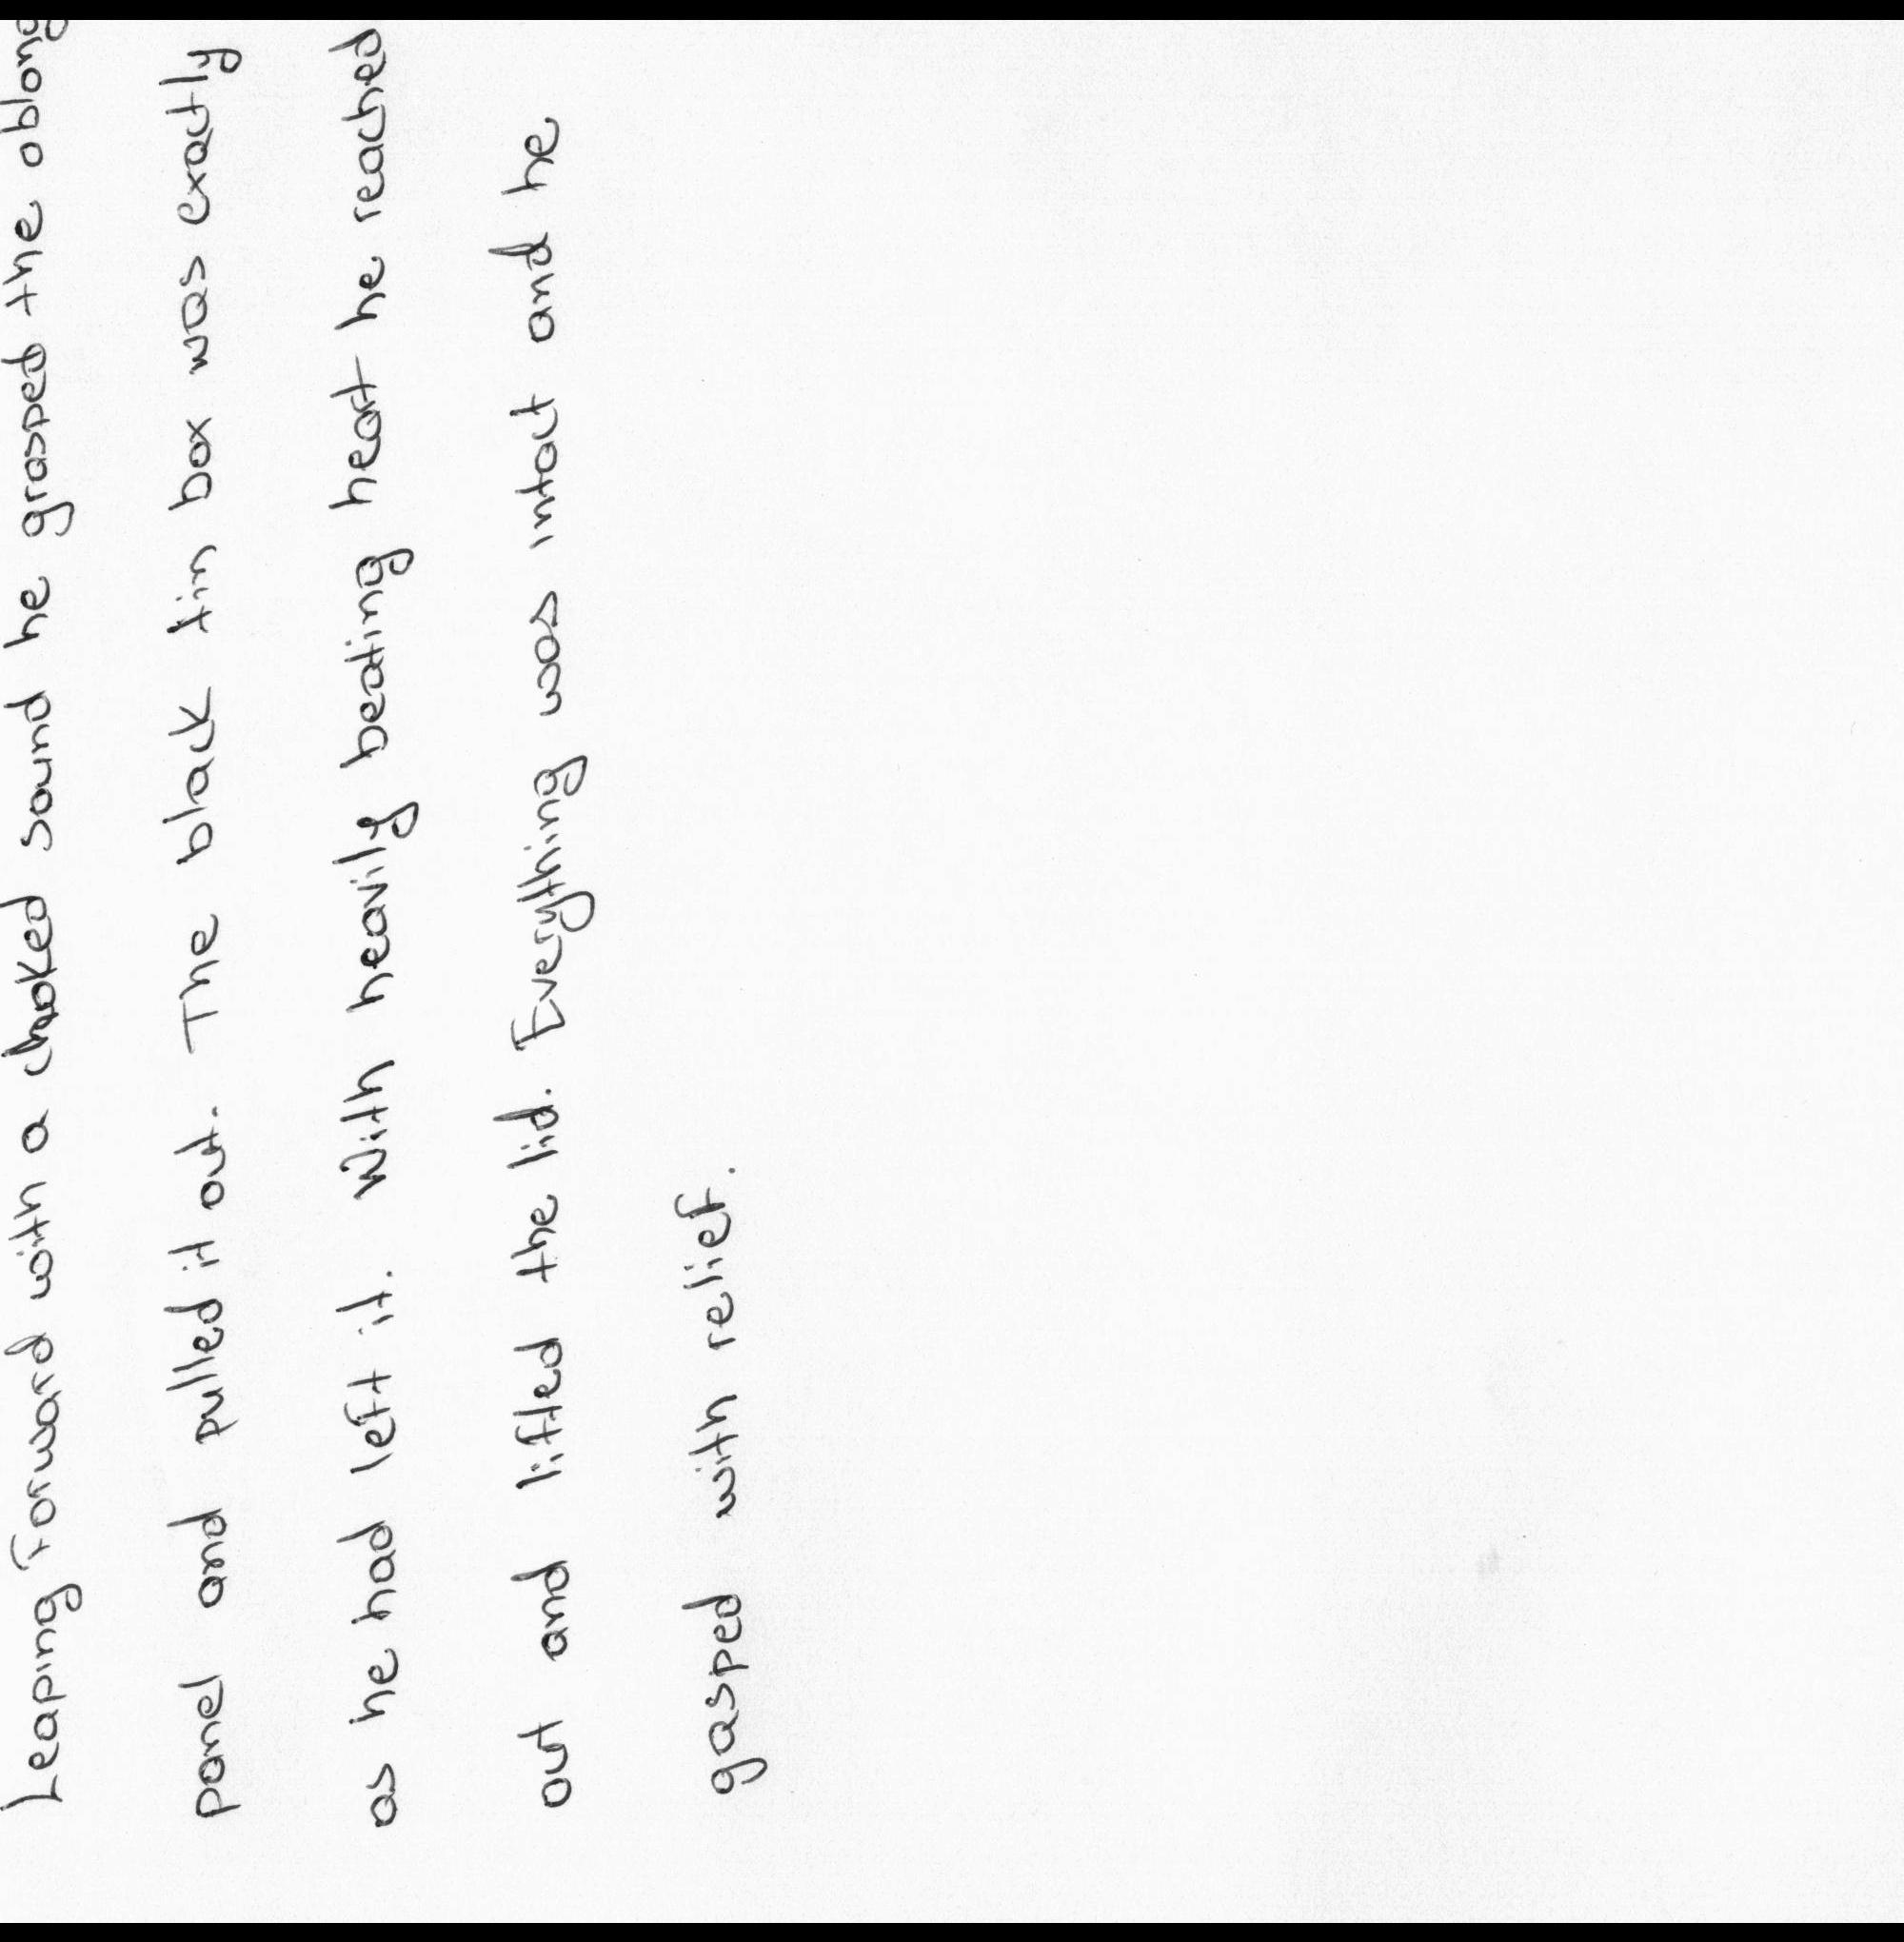 Leaping forward with a choked sound he grasped the oblong
panel and pulled it out. The black tin box was exactly
as he had left it. With heavily beating heart he reached
out and lifted the lid. Everything was intact and he
gasped with relief.